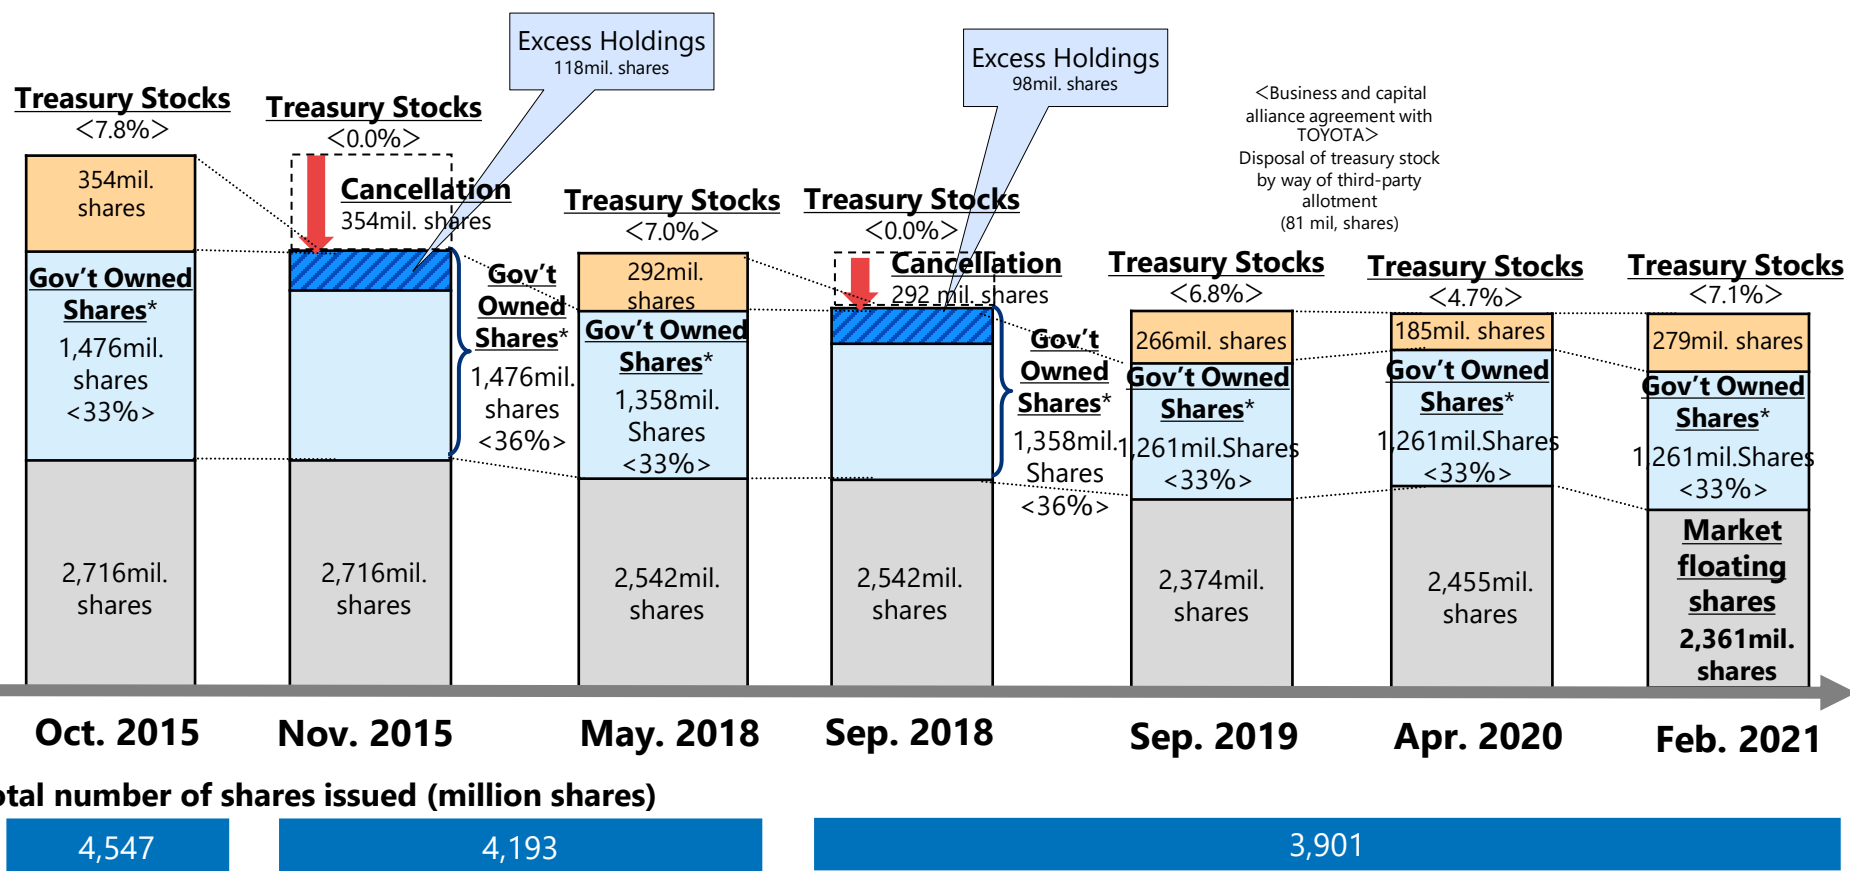 Excess Holdings
118mil. shares
Excess Holdings
98mil. shares
<Business and capital
alliance agreement with
TOYOTA>
Disposal of treasury stock
by way of third-party
allotment
(81 mil, shares)
Treasury Stocks
<7.8%>
354mil.
shares
Gov't Owned
Shares*
1,476mil.
shares
<33%>
2,716mil.
shares
Treasury Stocks
<0.0%>
Cancellation
354mil. shares
Gov't
Owned
Shares*
1,476mil.
shares
<36%>
2,716mil.
shares
Treasury Stocks
<7.0%>
292mil.
shares
Gov't Owned
Shares*
1,358mil.
Shares
<33%>
2,542mil.
shares
Treasury Stocks
<0.0%>
Cancellation
292 mil. shares
Gov't
Owned
Shares*
1,358mil.
Shares
<36%>
2,542mil.
shares
Treasury Stocks
<6.8%>
266mil. shares
Gov't Owned
Shares*
1,261mil.Shares
<33%>
2,374mil.
shares
Treasury Stocks
<4.7%>
185mil. shares
Gov't Owned
Shares*
1,261mil.Shares
<33%>
2,455mil.
shares
Treasury Stocks
<7.1%>
279mil. shares
Gov't Owned
Shares*
1,261mil.Shares
<33%>
Market
floating
shares
2,361mil.
shares
Oct. 2015
Nov. 2015
May. 2018
Sep. 2018
Sep. 2019
Apr. 2020
Feb. 2021
otal number of shares issued (million shares)
4,547
4,193
3,901